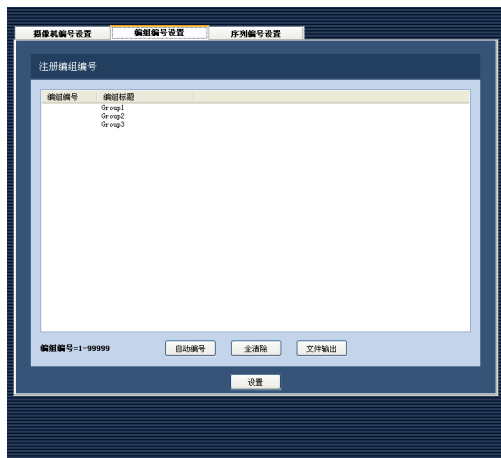 摄像机编号设置 编组编号设置 序列编号设置
注册编组编号
编组编号 编组标题
Group1
Group2
Group3
编组编号=1-99999 自动编号 全清除 文件输出
设置